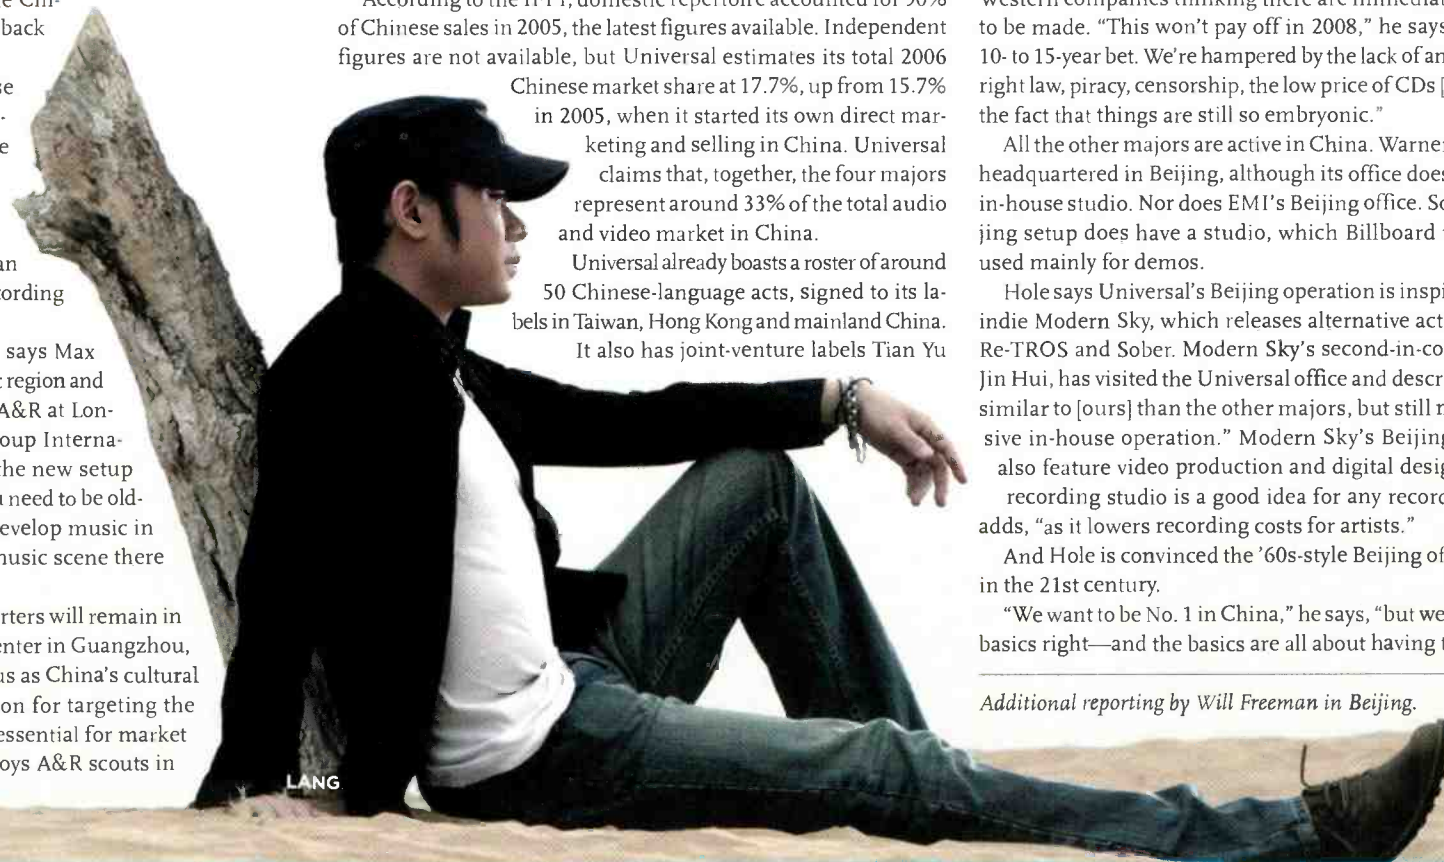 back
According to the IFPI, domestic repertoire accounted for 90%
of Chinese sales in 2005, the latest figures available. Independent
figures are not available, but Universal estimates its total 2006
Chinese market share at 17.7%, up from 15.7%
in 2005, when it started its own direct mar-
keting and selling in China. Universal
claims that, together, the four majors
represent around 33% of the total audio
and video market in China.
Universal already boasts a roster of around
50 Chinese-language acts, signed to its la-
bels in Taiwan, Hong Kong and mainland China.
It also has joint-venture labels Tian Yu
says Max
region and
A&R at Lon-
oup Interna-
he new setup
need to be old-
evelop music in
usic scene there
rters will remain in
enter in Guangzhou,
us as China's cultural
on for targeting the
essential for market
oys A&R scouts in
LANG
to be made. "This won't pay off in 2008," he says
10- to 15-year bet. We're hampered by the lack of an
right law, piracy, censorship, the low price of CDs [
the fact that things are still so embryonic."
All the other majors are active in China. Warner
headquartered in Beijing, although its office does
in-house studio. Nor does EMI's Beijing office. So
jing setup does have a studio, which Billboard
used mainly for demos.
Hole says Universal's Beijing operation is inspi
indie Modern Sky, which releases alternative act
Re-TROS and Sober. Modern Sky's second-in-co
Jin Hui, has visited the Universal office and descr
similar to [ours] than the other majors, but still
sive in-house operation." Modern Sky's Beijing
also feature video production and digital desig
recording studio is a good idea for any record
adds, "as it lowers recording costs for artists."
And Hole is convinced the '60s-style Beijing of
in the 21st century.
"We want to be No. 1 in China," he says, "but we
basics right—and the basics are all about having
Additional reporting by Will Freeman in Beijing.